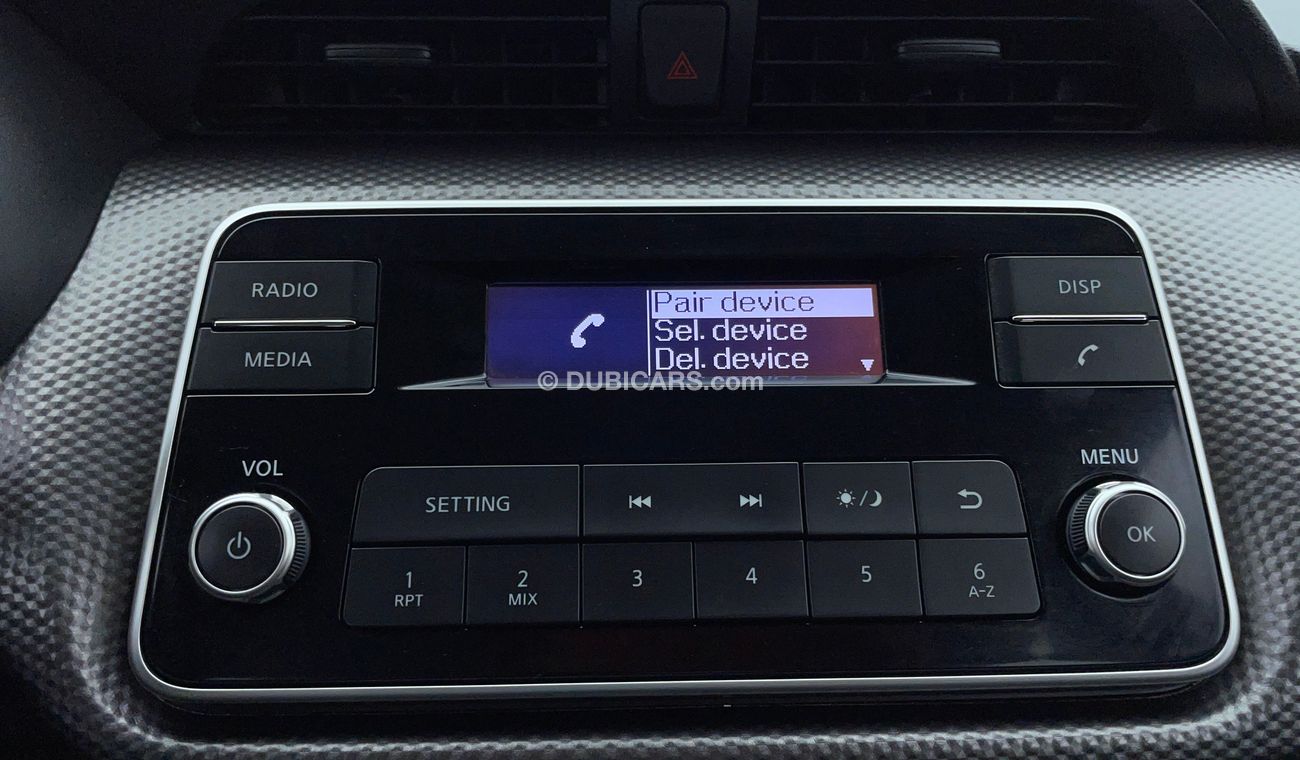 RADIO
MEDIA
Pair device
Sel. device
Del. device
DISP
© DUBICARS.com
VOL
MENU
SETTING
OK
1
RPT
2
MIX
3
4
5
6
A-Z